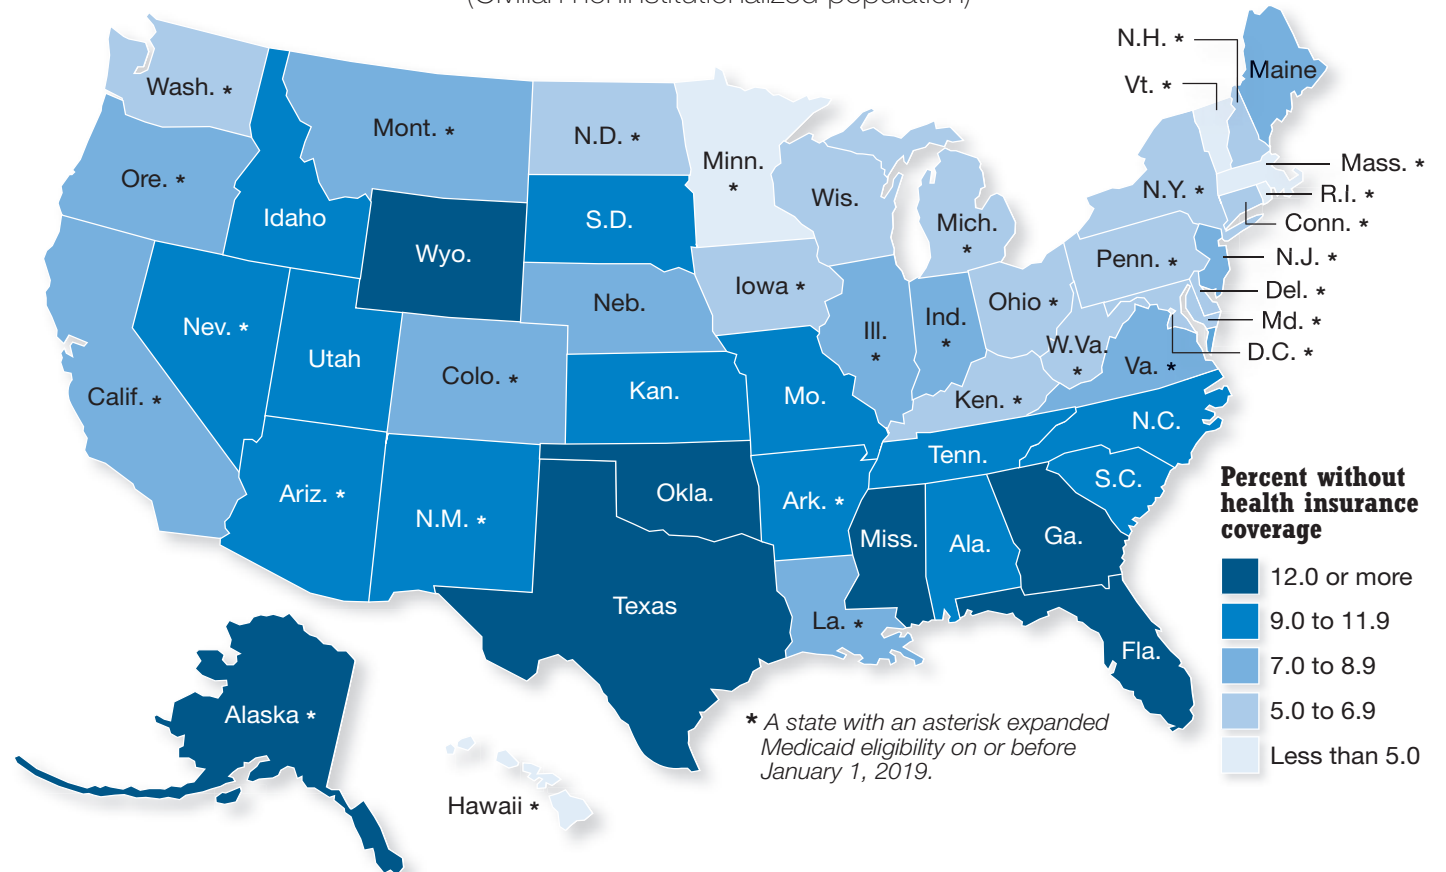 (Civilian noninstitutionalized population)
N.H. *
Maine
Vt. *
Wash. *
Mont. *
N.D. *
Minn.
*
Mass. *
Ore. *
N.Y. *
R.I. *
Wis.
Idaho
S.D.
Mich.
*
Conn. *
Wyo.
Penn. *
N.J. *
Iowa *
Del. *
Neb.
Ohio *
Ind.
*
Md. *
Nev. *
Ill.
*
W.Va.
*
D.C. *
Utah
Va. *
Colo. *
Kan.
Mo.
Calif. *
Ken. *
N.C.
Tenn.
S.C.
Ariz. *
Okla.
Ark. *
N.M. *
Miss.
Ala.
Ga.
Texas
La. *
Fla.
Alaska *
Hawaii *
Percent without
health insurance
coverage
12.0 or more
9.0 to 11.9
7.0 to 8.9
5.0 to 6.9
Less than 5.0
* A state with an asterisk expanded
Medicaid eligibility on or before
January 1, 2019.